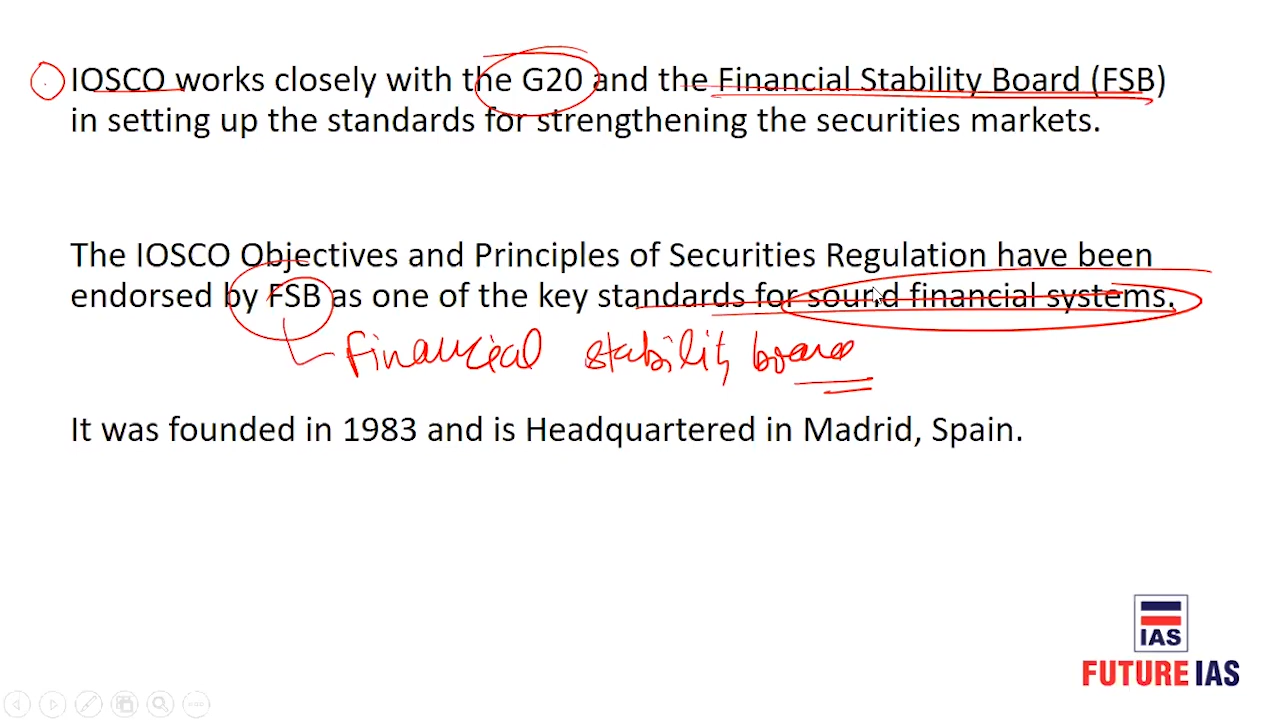 IOSCO works closely with the G20 and the Financial Stability Board (FSB)
in setting up the standards for strengthening the securities markets.
The IOSCO Objectives and Principles of Securities Regulation have been
endorsed by FSB as one of the key standards for sound financial systems.
Financial stability board
It was founded in 1983 and is Headquartered in Madrid, Spain.
IAS
FUTURE IAS